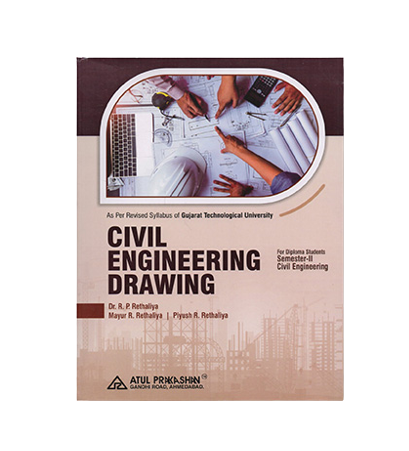 As Per Revised Syllabus of Gujarat Technological University
CIVIL
ENGINEERING
DRAWING
For Diploma Students
Semester-II
Civil Engineering
Dr. R. P. Rethaliya
Mayur R. Rethaliya | Piyush R. Rethaliya
ATUL PRAKASHAN
GANDHI ROAD, AHMEDABAD.